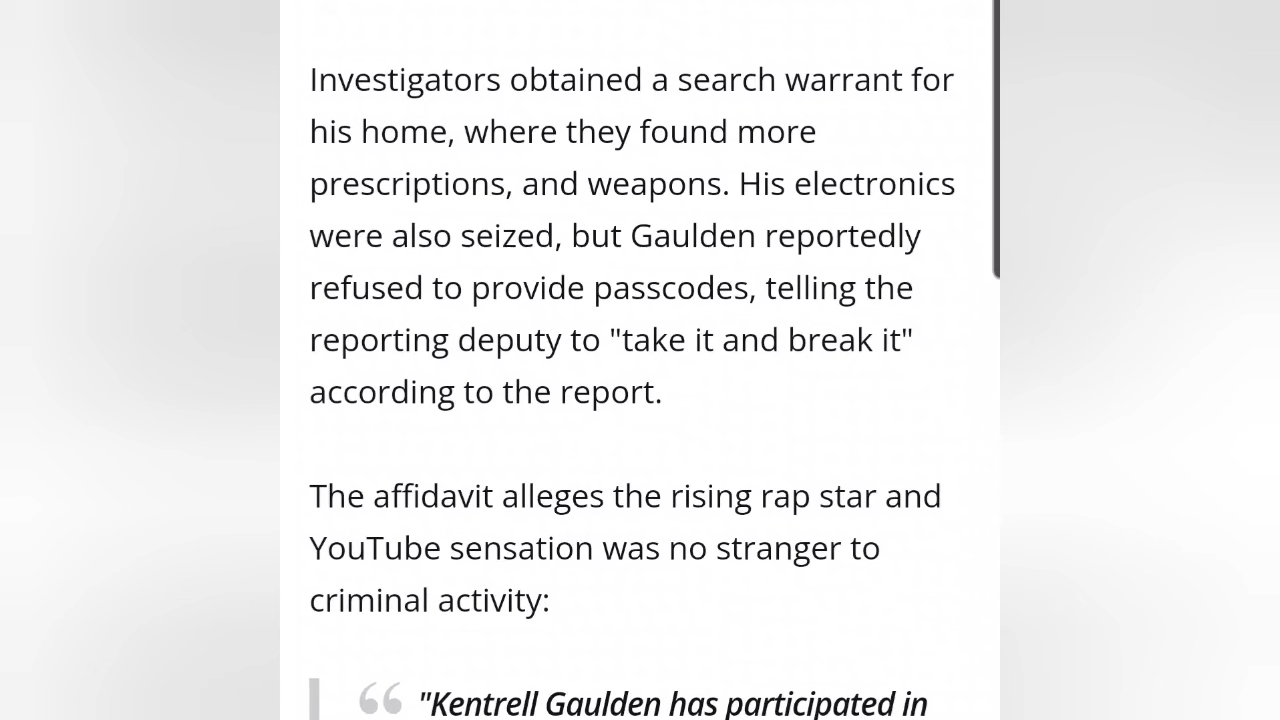 Investigators obtained a search warrant for
his home, where they found more
prescriptions, and weapons. His electronics
were also seized, but Gaulden reportedly
refused to provide passcodes, telling the
reporting deputy to "take it and break it"
according to the report.
The affidavit alleges the rising rap star and
YouTube sensation was no stranger to
criminal activity:
“ "Kentrell Gaulden has participated in